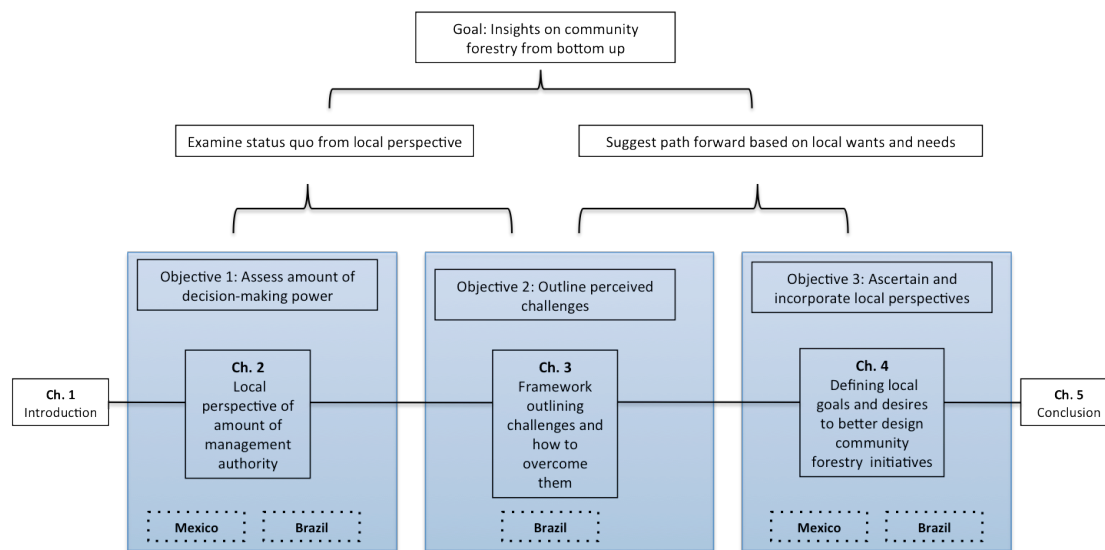 Goal: Insights on community
forestry from bottom up
Examine status quo from local perspective
Suggest path forward based on local wants and needs
Objective 1: Assess amount of
decision-making power
Objective 2: Outline perceived
challenges
Objective 3: Ascertain and
incorporate local perspectives
Ch. 1
Introduction
Ch. 2
Local
perspective of
amount of
management
authority
Ch. 3
Framework
outlining
challenges and
how to
overcome
them
Ch. 4
Defining local
goals and desires
to better design
community
forestry initiatives
Ch. 5
Conclusion
Mexico
Brazil
Brazil
Mexico
Brazil